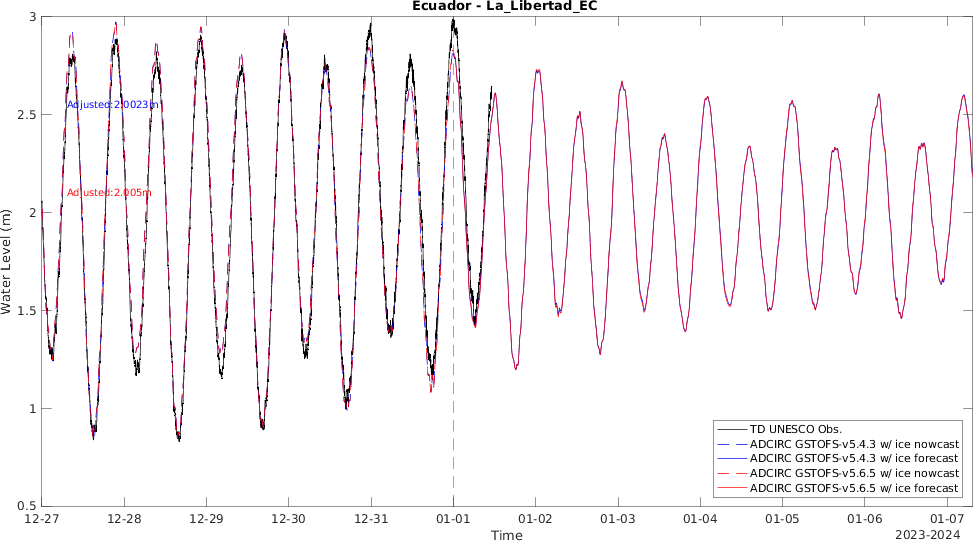 Ecuador - La_Libertad_EC
3
2.5
2
1.5
1
0.5
Water Level (m)
Adjusted:2.0023m
Adjusted:2.005m
TD UNESCO Obs.
ADCIRC GSTOFS-v5.4.3 w/ ice nowcast
ADCIRC GSTOFS-v5.4.3 w/ ice forecast
ADCIRC GSTOFS-v5.6.5 w/ ice nowcast
ADCIRC GSTOFS-v5.6.5 w/ ice forecast
12-27 12-28 12-29 12-30 12-31 01-01 01-02 01-03 01-04 01-05 01-06 01-07
Time
2023-2024